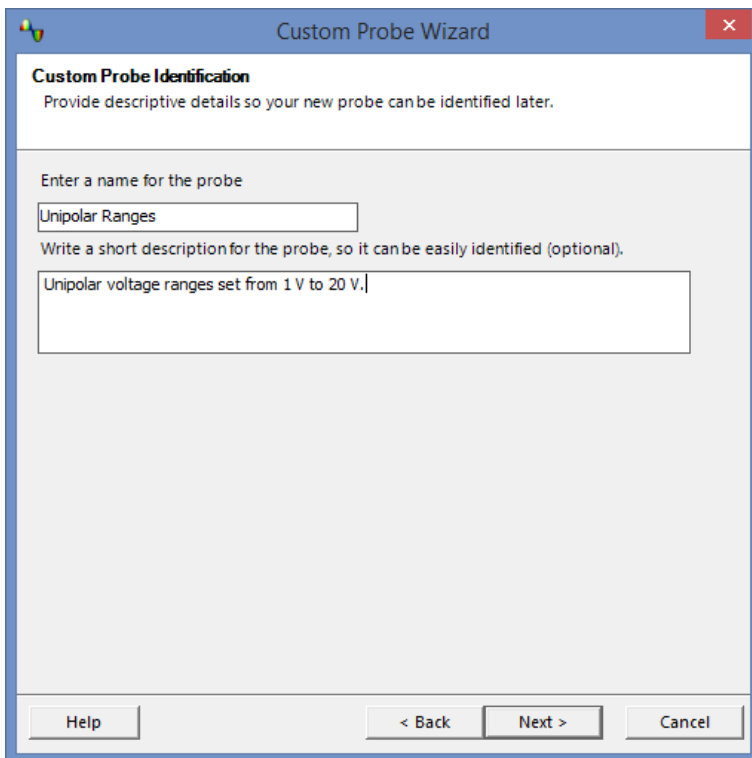 Custom Probe Wizard
Custom Probe Identification
Provide descriptive details so your new probe can be identified later.
Enter a name for the probe
Unipolar Ranges
Write a short description for the probe, so it can be easily identified (optional).
Unipolar voltage ranges set from 1 V to 20 V.
Help
< Back
Next >
Cancel